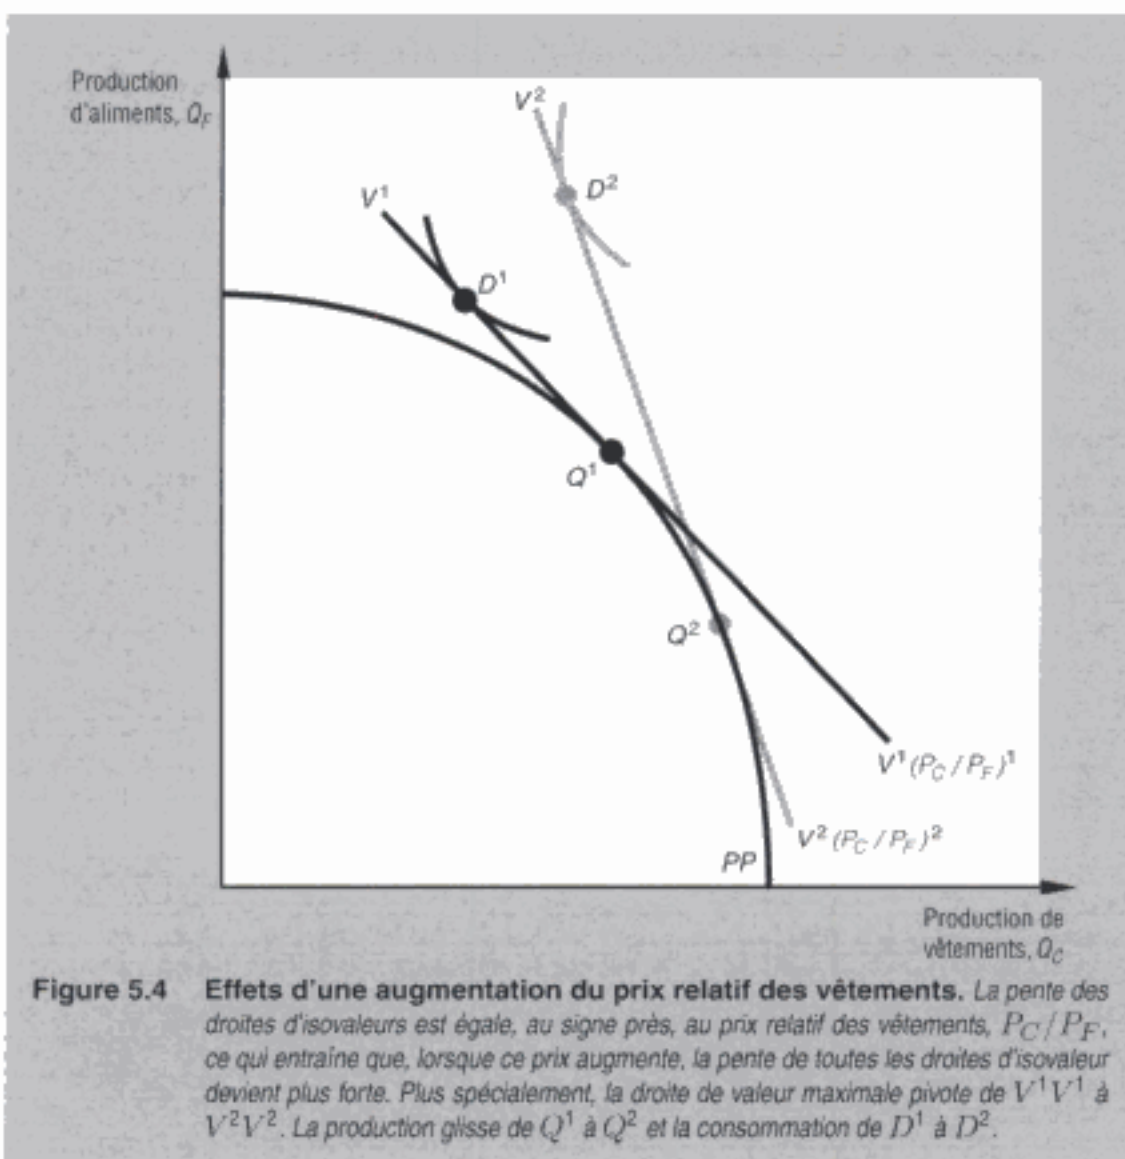 Production
d'aliments, Q_F
V²
D²
V¹
D¹
Q¹
Q²
V¹(P_C/P_F)¹
V²(P_C/P_F)²
PP
Production de
vêtements, Q_C
Figure 5.4 Effets d'une augmentation du prix relatif des vêtements. La pente des
droites d'isovaleurs est égale, au signe près, au prix relatif des vêtements, P_C/P_F,
ce qui entraîne que, lorsque ce prix augmente, la pente de toutes les droites d'isovaleur
devient plus forte. Plus spécialement, la droite de valeur maximale pivote de V¹V¹ à
V²V². La production glisse de Q¹ à Q² et la consommation de D¹ à D².